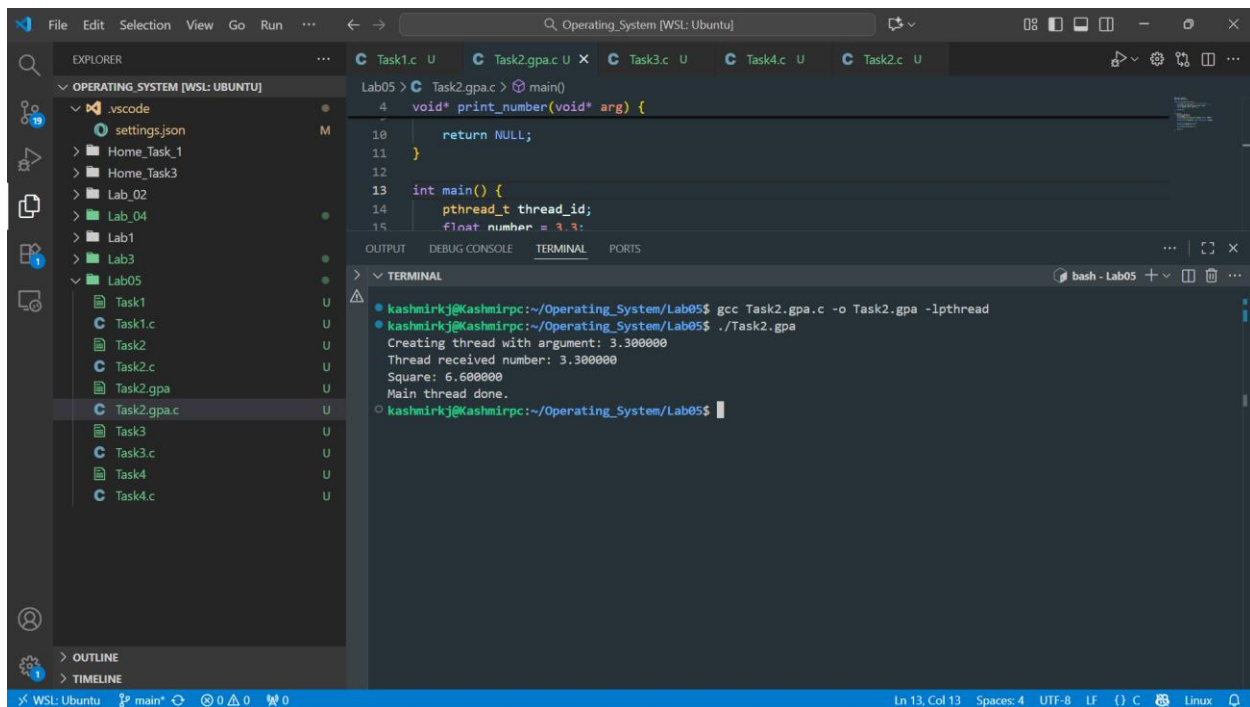 File Edit Selection View Go Run ··· Operating_System [WSL: Ubuntu]
EXPLORER ···
OPERATING_SYSTEM [WSL: UBUNTU]
.vscode
settings.json M
Home_Task_1
Home_Task3
Lab_02
Lab_04
Lab1
Lab3
Lab05
Task1 U
C Task1.c U
Task2 U
C Task2.c U
Task2.gpa U
C Task2.gpa.c U
Task3 U
C Task3.c U
Task4 U
C Task4.c U
OUTLINE
TIMELINE
19
1
1
C Task1.c U C Task2.gpa.c U C Task3.c U C Task4.c U C Task2.c U
Lab05 > C Task2.gpa.c > main()
4 void* print_number(void* arg) {
10 return NULL;
11 }
12
13 int main() {
14 pthread_t thread_id;
15 float number = 3.3;
OUTPUT DEBUG CONSOLE TERMINAL PORTS
TERMINAL bash - Lab05
kashmirkj@Kashmirpc:~/Operating_System/Lab05$ gcc Task2.gpa.c -o Task2.gpa -lpthread
kashmirkj@Kashmirpc:~/Operating_System/Lab05$ ./Task2.gpa
Creating thread with argument: 3.300000
Thread received number: 3.300000
Square: 6.600000
Main thread done.
kashmirkj@Kashmirpc:~/Operating_System/Lab05$
WSL: Ubuntu main* 0 0 0 Ln 13, Col 13 Spaces: 4 UTF-8 LF {} C Linux